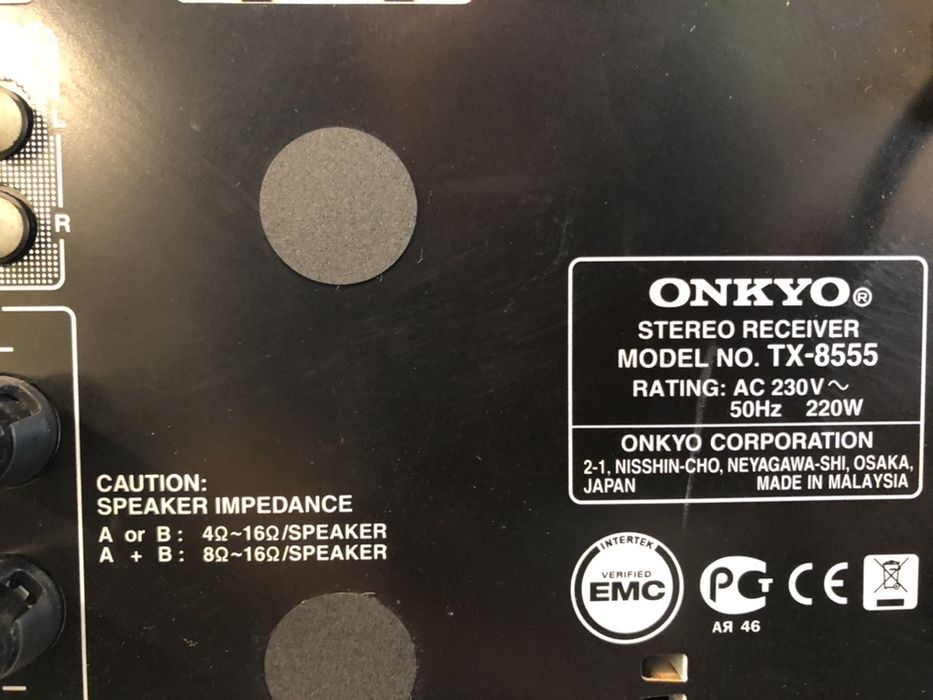 L
R
ONKYO®
STEREO RECEIVER
MODEL NO. TX-8555
RATING: AC 230V~
50Hz 220W
ONKYO CORPORATION
2-1, NISSHIN-CHO, NEYAGAWA-SHI, OSAKA,
JAPAN MADE IN MALAYSIA
CAUTION:
SPEAKER IMPEDANCE
A or B: 4Ω~16Ω/SPEAKER
A + B: 8Ω~16Ω/SPEAKER
INTERTEK
VERIFIED
EMC
РСТ
CE
АЯ 46